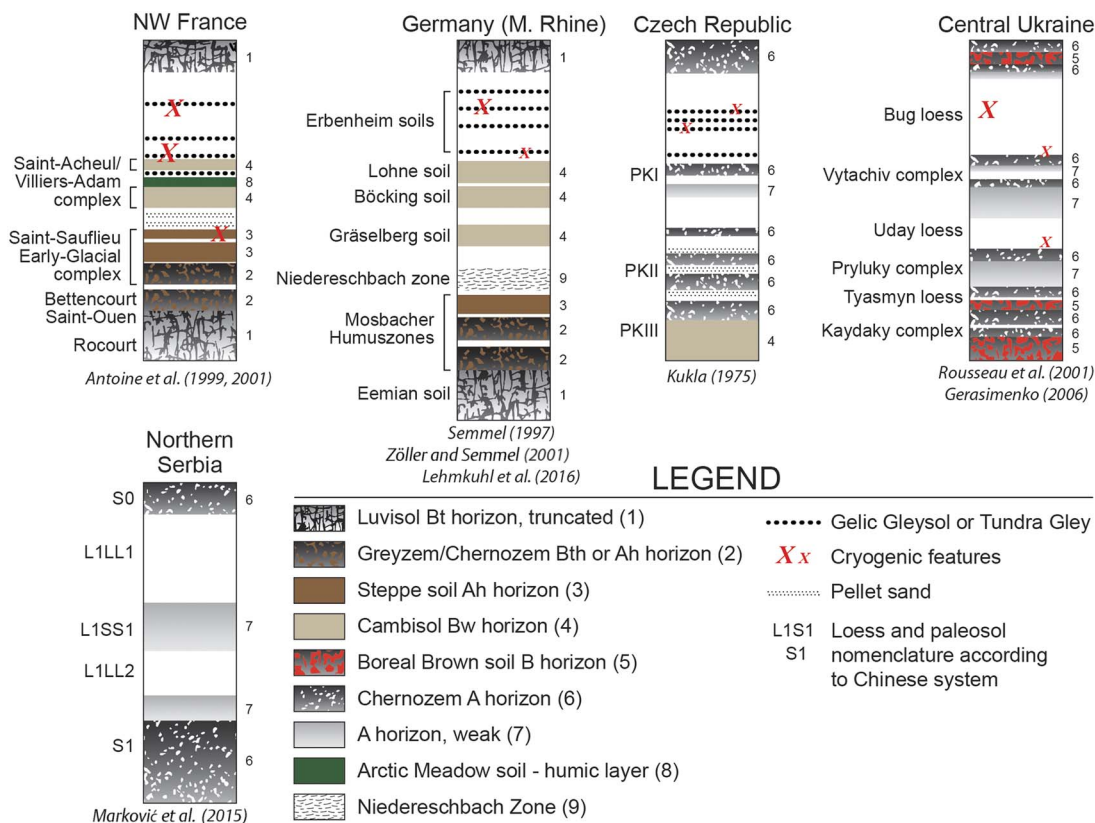 NW France
1
Saint-Acheul/
Villiers-Adam
complex
4
8
4
Saint-Sauflieu
Early-Glacial
complex
3
3
2
Bettencourt
Saint-Ouen
Rocourt
2
1
Antoine et al. (1999, 2001)
Germany (M. Rhine)
1
Erbenheim soils
Lohne soil
4
Böcking soil
4
Gräselberg soil
4
Niedereschbach zone
9
Mosbacher
Humuszones
3
2
2
Eemian soil
1
Semmel (1997)
Zöller and Semmel (2001)
Lehmkuhl et al. (2016)
Czech Republic
6
PKI
6
7
6
PKII
6
6
6
PKIII
4
Kukla (1975)
Central Ukraine
6
5
6
Bug loess
Vytachiv complex
6
7
6
7
Uday loess
Pryluky complex
6
7
Tyasmyn loess
6
5
Kaydaky complex
6
6
5
Rousseau et al. (2001)
Gerasimenko (2006)
Northern
Serbia
S0
6
L1LL1
L1SS1
7
L1LL2
7
S1
6
Marković et al. (2015)
LEGEND
Luvisol Bt horizon, truncated (1)
Greyzem/Chernozem Bth or Ah horizon (2)
Steppe soil Ah horizon (3)
Cambisol Bw horizon (4)
Boreal Brown soil B horizon (5)
Chernozem A horizon (6)
A horizon, weak (7)
Arctic Meadow soil - humic layer (8)
Niedereschbach Zone (9)
Gelic Gleysol or Tundra Gley
X x Cryogenic features
Pellet sand
L1S1 Loess and paleosol
S1 nomenclature according
to Chinese system